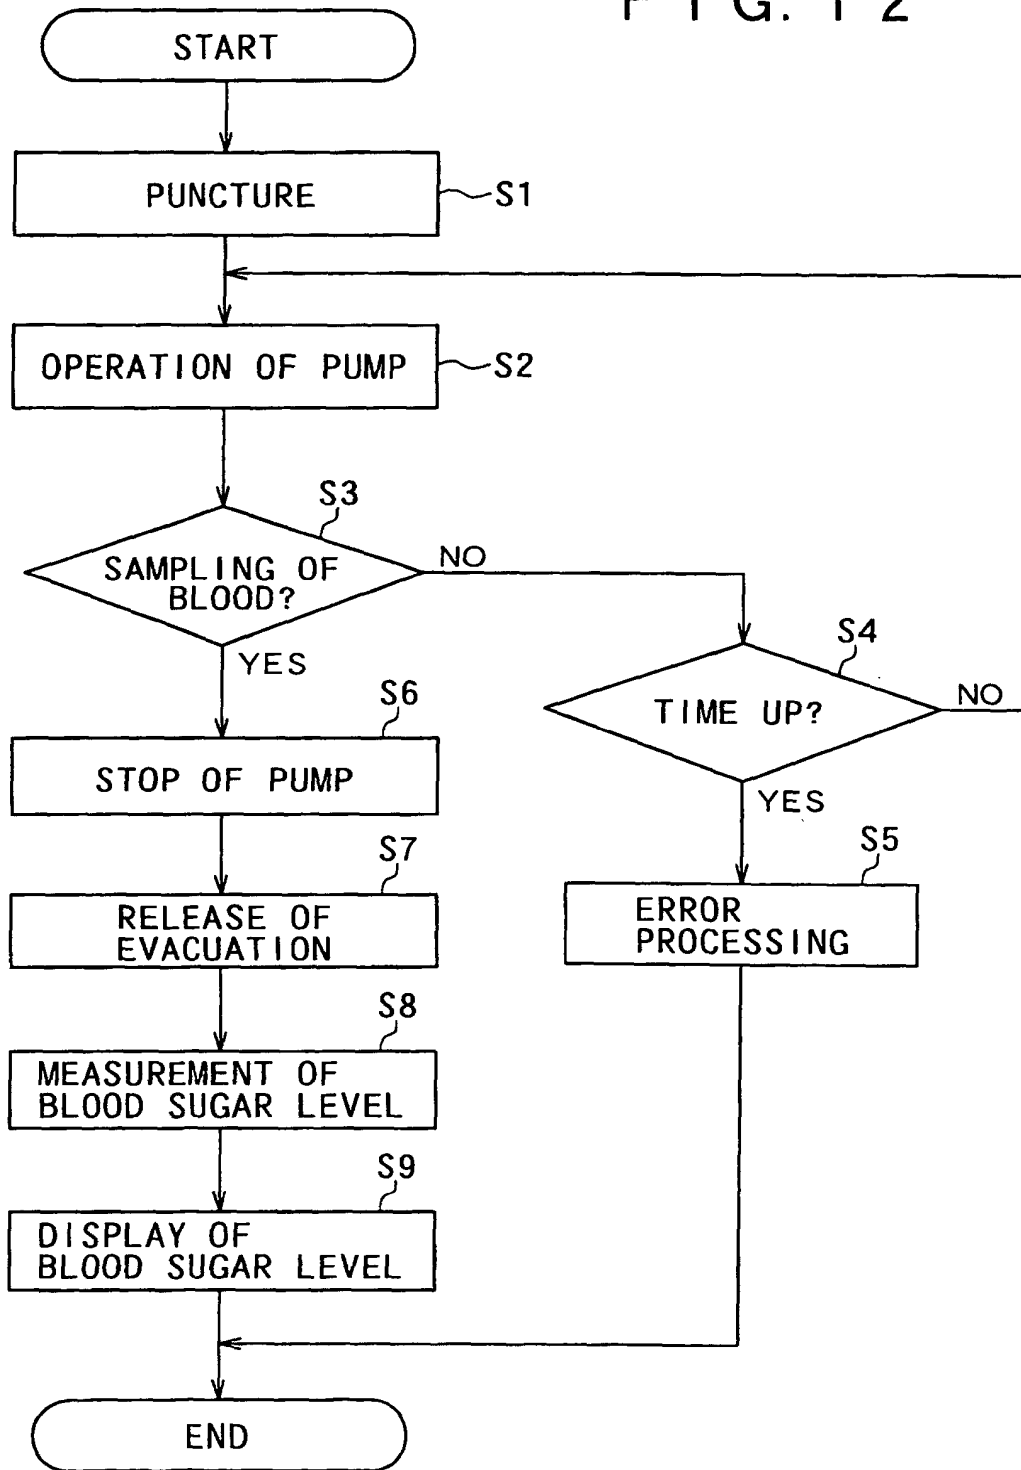 FIG. 12
START
PUNCTURE
S1
OPERATION OF PUMP
S2
S3
SAMPLING OF
BLOOD?
NO
YES
S4
TIME UP?
NO
YES
S5
ERROR
PROCESSING
S6
STOP OF PUMP
S7
RELEASE OF
EVACUATION
S8
MEASUREMENT OF
BLOOD SUGAR LEVEL
S9
DISPLAY OF
BLOOD SUGAR LEVEL
END